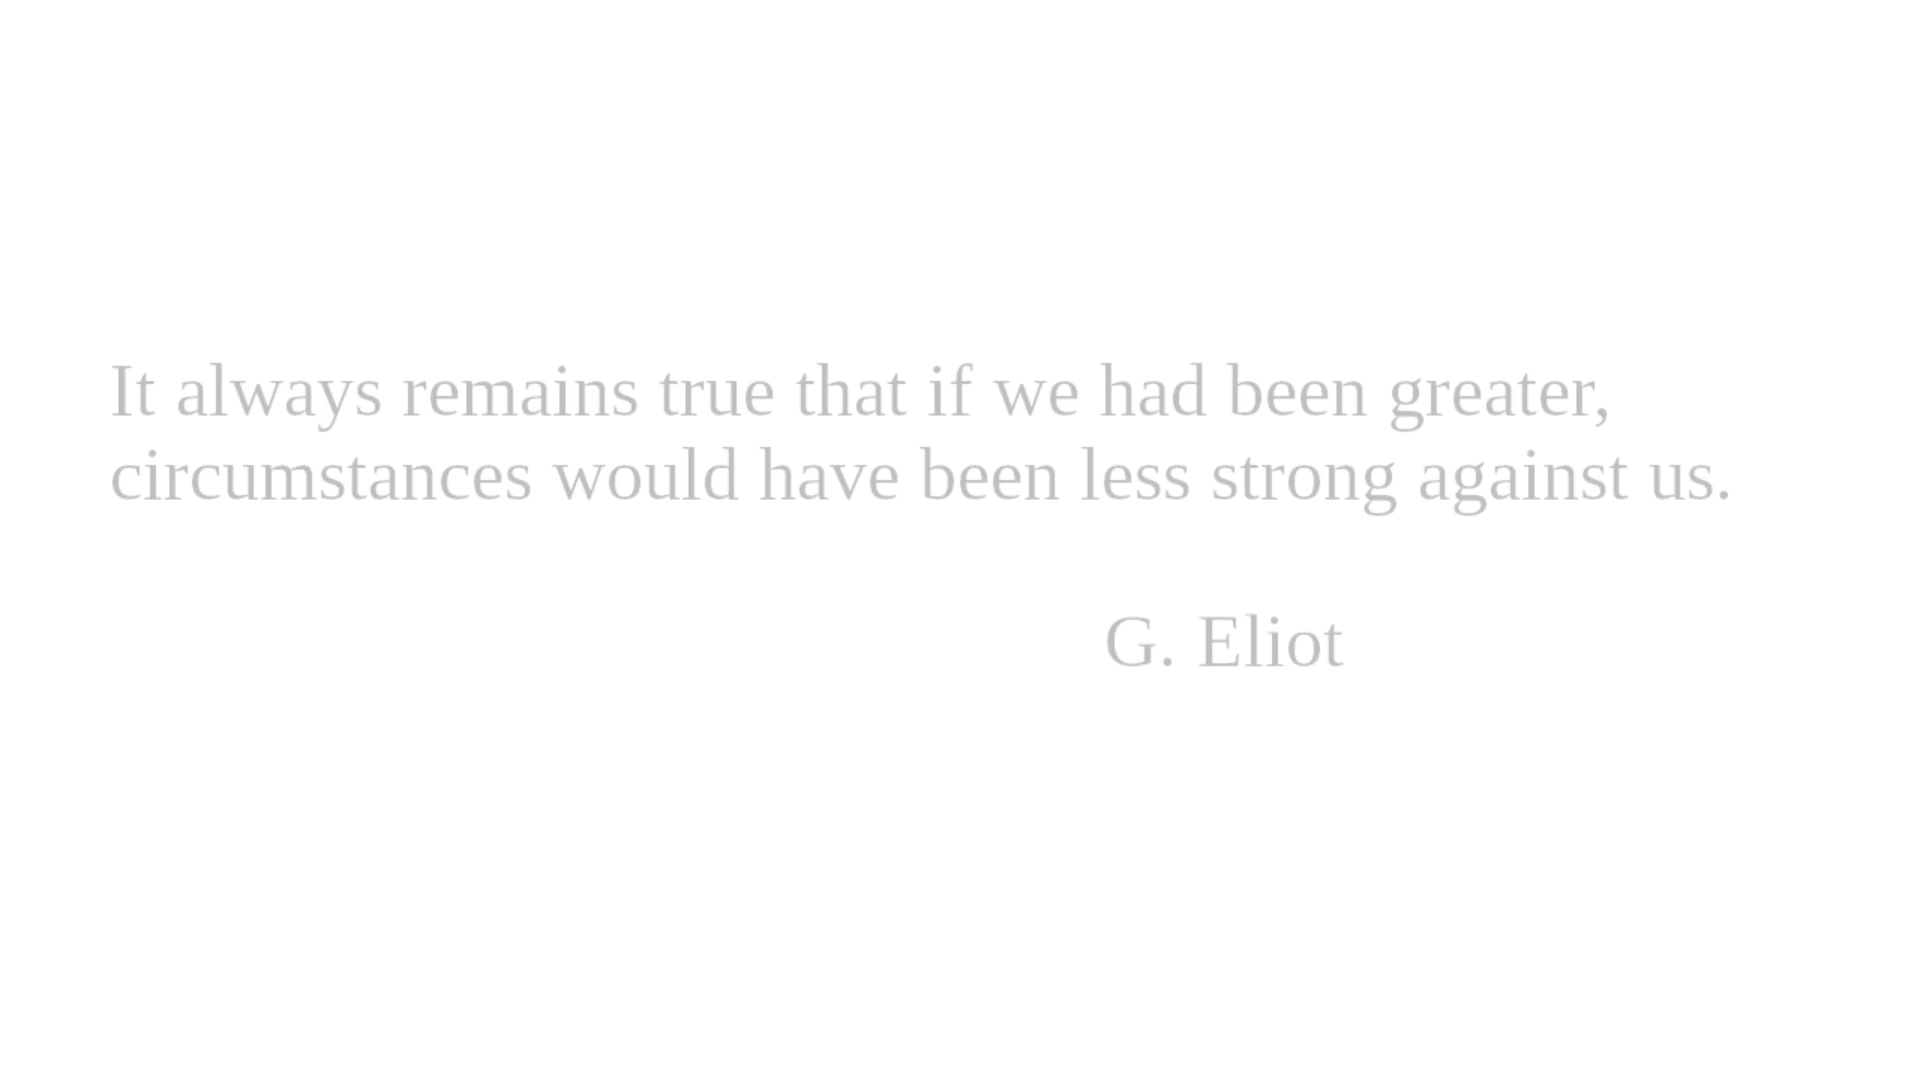 It always remains true that if we had been greater,
circumstances would have been less strong against us.
G. Eliot